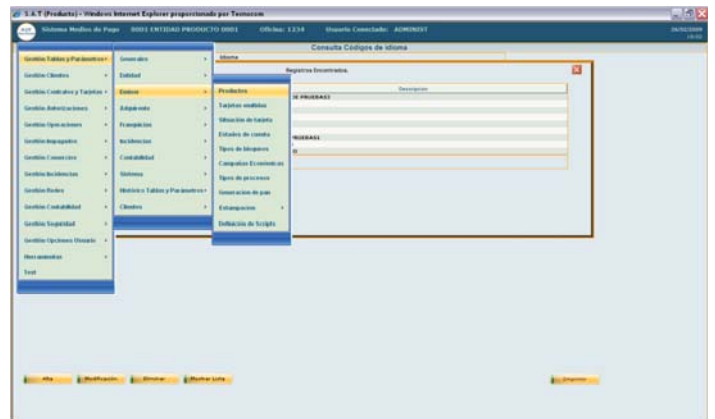 S.A.T (Producto) - Windows Internet Explorer proporcionado por Tecnocom
Sistema Medios de Pago 0001 ENTIDAD PRODUCTO 0001 Oficina: 1234 Usuario Conectado: ADMINIST
Consulta Códigos de idioma
Idioma
Registros Encontrados.
Descripción
DE PRUEBAS2
PRUEBAS1
Gestión Tablas y Parámetros
Gestión Clientes
Gestión Contratos y Tarjetas
Gestión Autorizaciones
Gestión Operaciones
Gestión Impagados
Gestión Comercios
Gestión Incidencias
Gestión Redes
Gestión Contabilidad
Gestión Seguridad
Gestión Opciones Usuario
Herramientas
Test
Generales
Entidad
Emisor
Adquirente
Franquicias
Incidencias
Contabilidad
Sistema
Histórico Tablas y Parámetros
Clientes
Productos
Tarjetas emitidas
Situación de tarjeta
Estados de cuenta
Tipos de bloqueos
Campañas Económicas
Tipos de procesos
Generación de pan
Estampación
Definición de Scripts
Alta Modificación Eliminar Mostrar Lista Imprimir